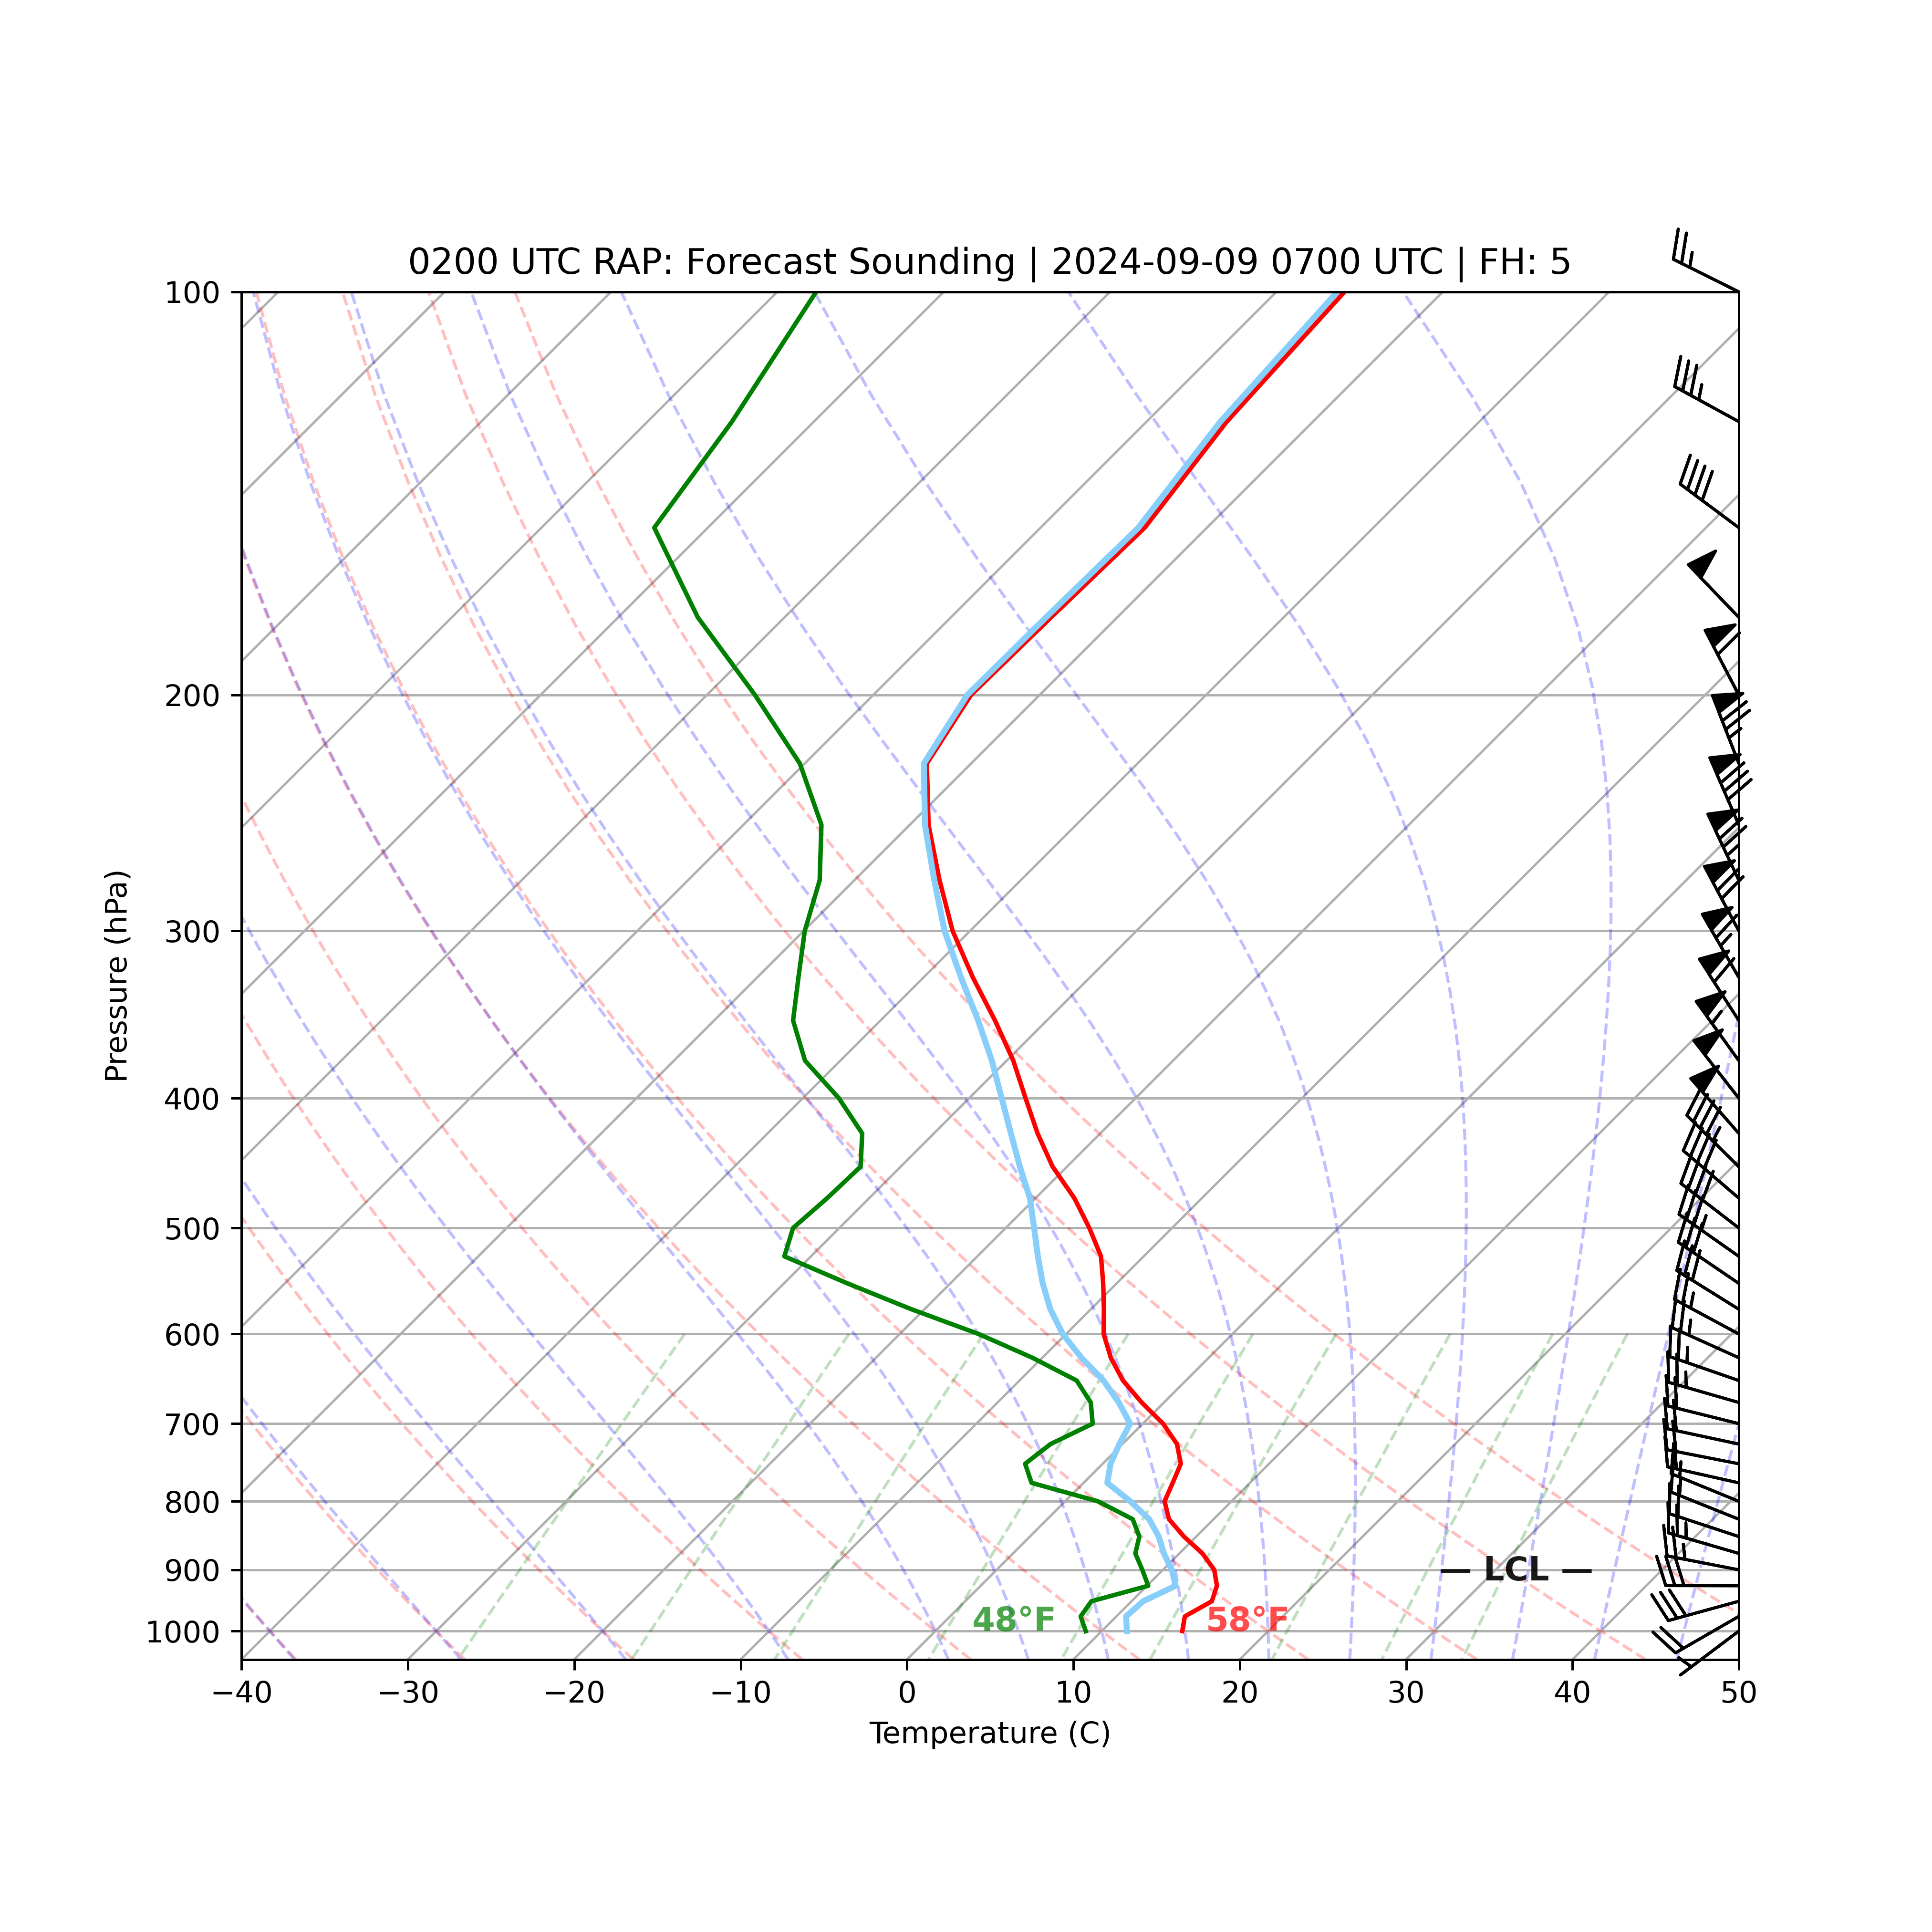 0200 UTC RAP: Forecast Sounding | 2024-09-09 0700 UTC | FH: 5
100
200
300
400
500
600
700
800
900
1000
Pressure (hPa)
— LCL —
48°F
58°F
−40 −30 −20 −10 0 10 20 30 40 50
Temperature (C)